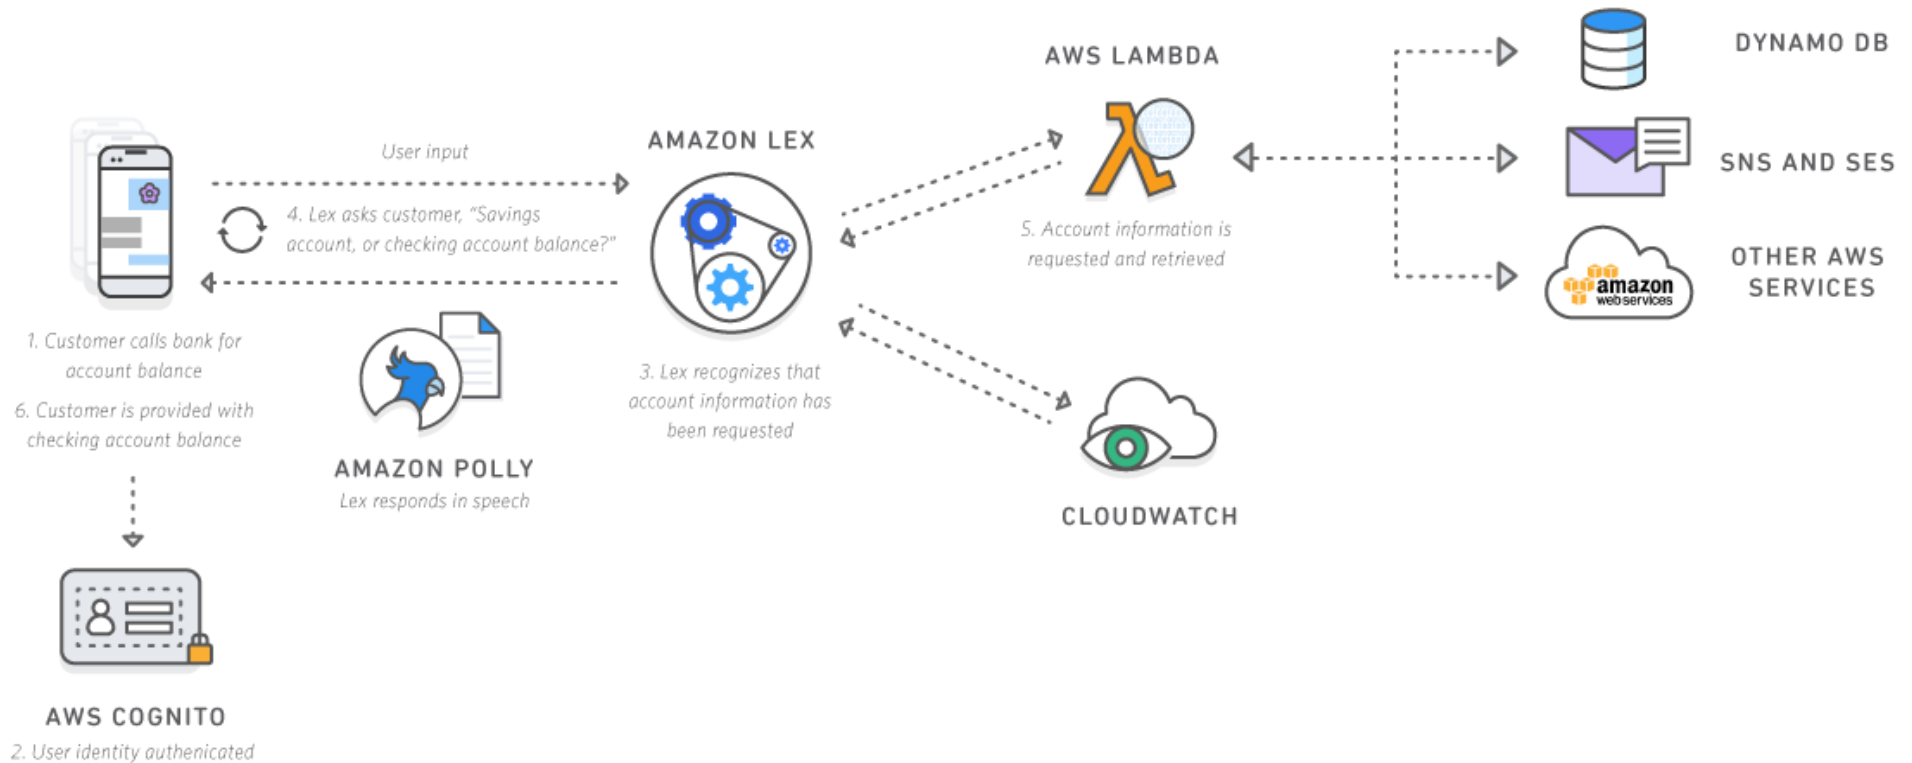 User input
4. Lex asks customer, “Savings
account, or checking account balance?”
1. Customer calls bank for
account balance
6. Customer is provided with
checking account balance
AWS COGNITO
2. User identity authenicated
AMAZON POLLY
Lex responds in speech
AMAZON LEX
3. Lex recognizes that
account information has
been requested
AWS LAMBDA
5. Account information is
requested and retrieved
CLOUDWATCH
DYNAMO DB
SNS AND SES
amazon
webservices
OTHER AWS
SERVICES